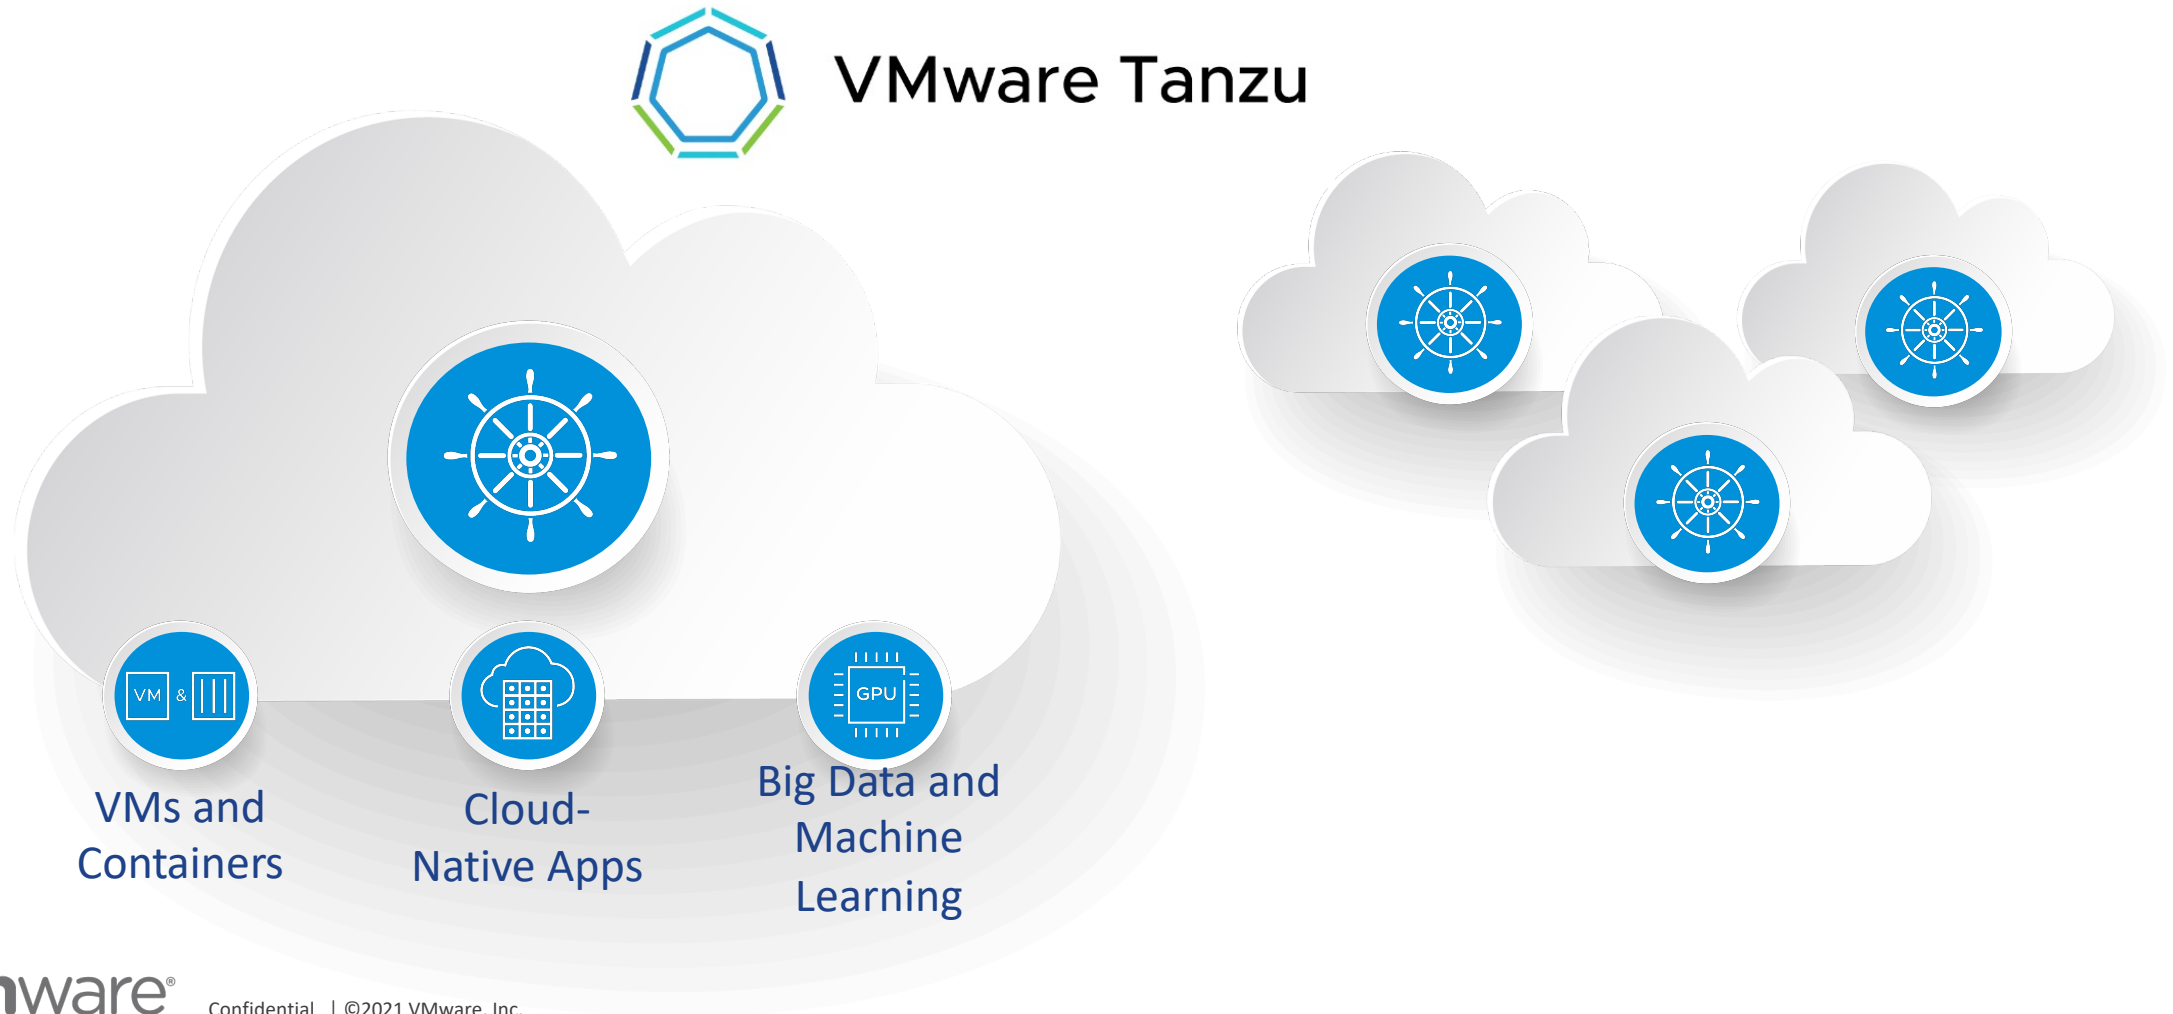 VMware Tanzu
VM & 
GPU
VMs and
Containers
Cloud-
Native Apps
Big Data and
Machine
Learning
mware®
Confidential | ©2021 VMware, Inc.